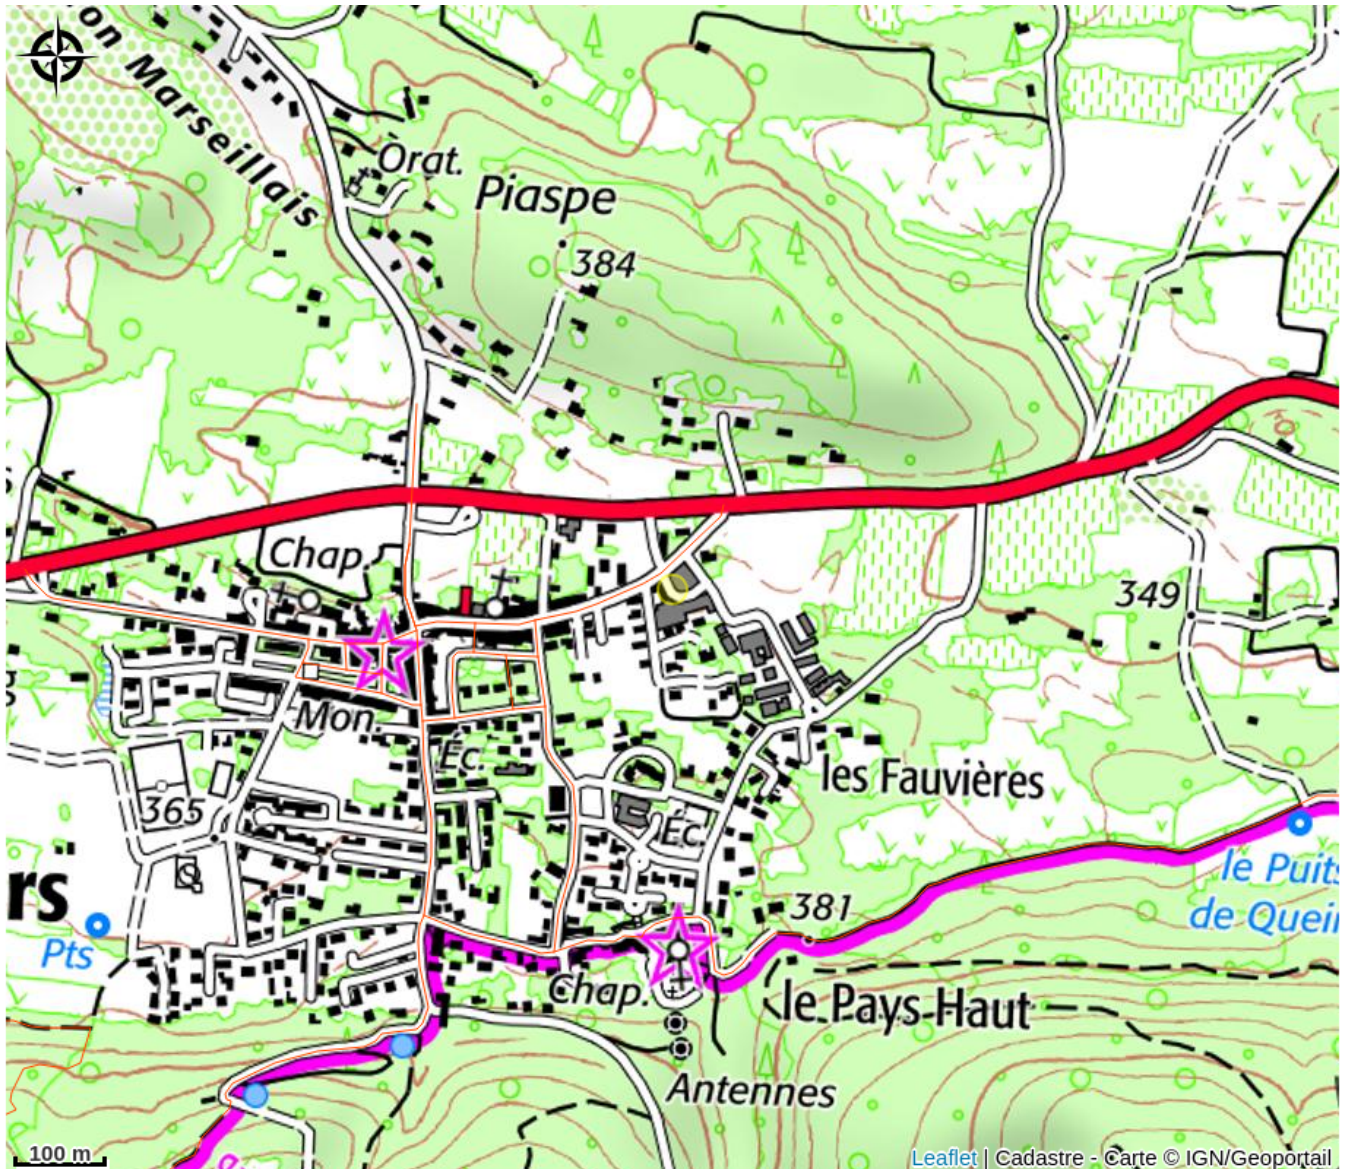 on Marseillais
Orat.
Piaspe
384
Chap.
349
Mon.
Éc.
les Fauvières
365
Éc.
rs
le Puits
de Queir
381
Pts
Chap.
le Pays Haut
Antennes
100 m
Leaflet | Cadastre - Carte © IGN/Geoportail